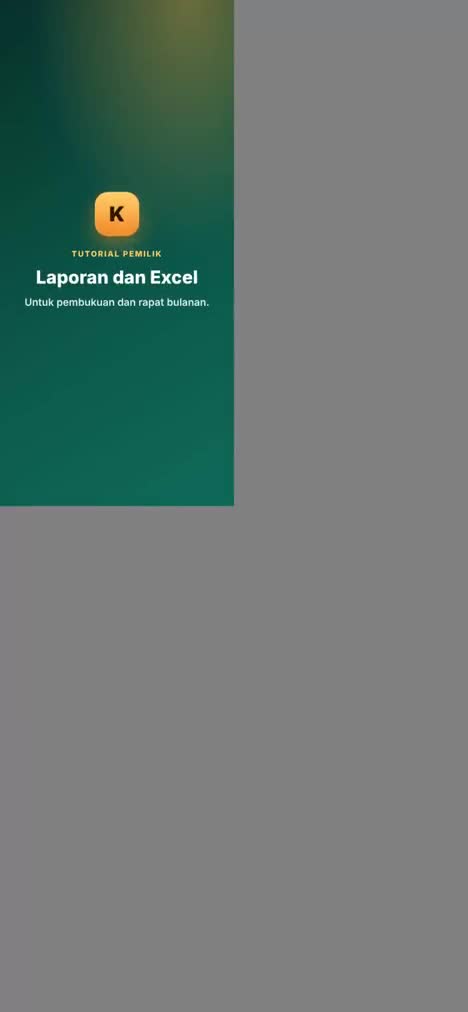 K
TUTORIAL PEMILIK
Laporan dan Excel
Untuk pembukuan dan rapat bulanan.